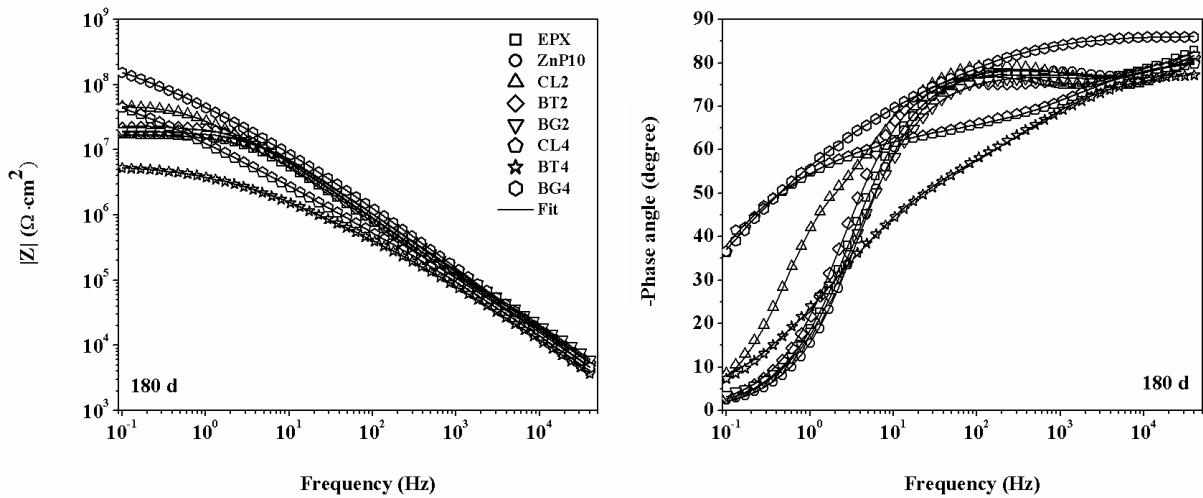 10^9
10^8
10^7
10^6
10^5
10^4
10^3
|Z| (Ω·cm^2)
EPX
ZnP10
CL2
BT2
BG2
CL4
BT4
BG4
Fit
180 d
10^-1 10^0 10^1 10^2 10^3 10^4
Frequency (Hz)
90
80
70
60
50
40
30
20
10
0
-Phase angle (degree)
180 d
10^-1 10^0 10^1 10^2 10^3 10^4
Frequency (Hz)